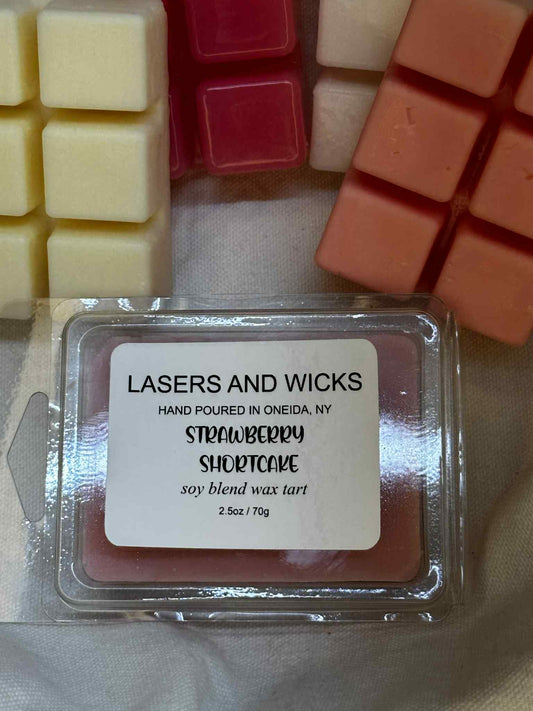 LASERS AND WICKS
HAND POURED IN ONEIDA, NY
STRAWBERRY
SHORTCAKE
soy blend wax tart
2.5oz / 70g